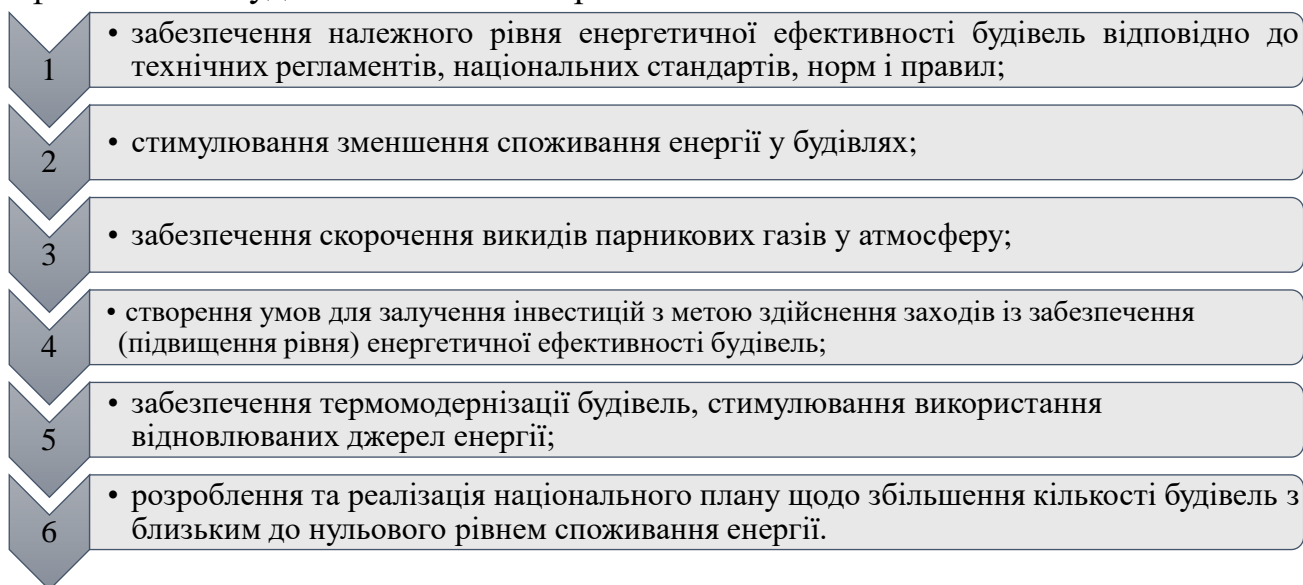 1
• забезпечення належного рівня енергетичної ефективності будівель відповідно до
технічних регламентів, національних стандартів, норм і правил;
2
• стимулювання зменшення споживання енергії у будівлях;
3
• забезпечення скорочення викидів парникових газів у атмосферу;
4
• створення умов для залучення інвестицій з метою здійснення заходів із забезпечення
(підвищення рівня) енергетичної ефективності будівель;
5
• забезпечення термомодернізації будівель, стимулювання використання
відновлюваних джерел енергії;
6
• розроблення та реалізація національного плану щодо збільшення кількості будівель з
близьким до нульового рівнем споживання енергії.